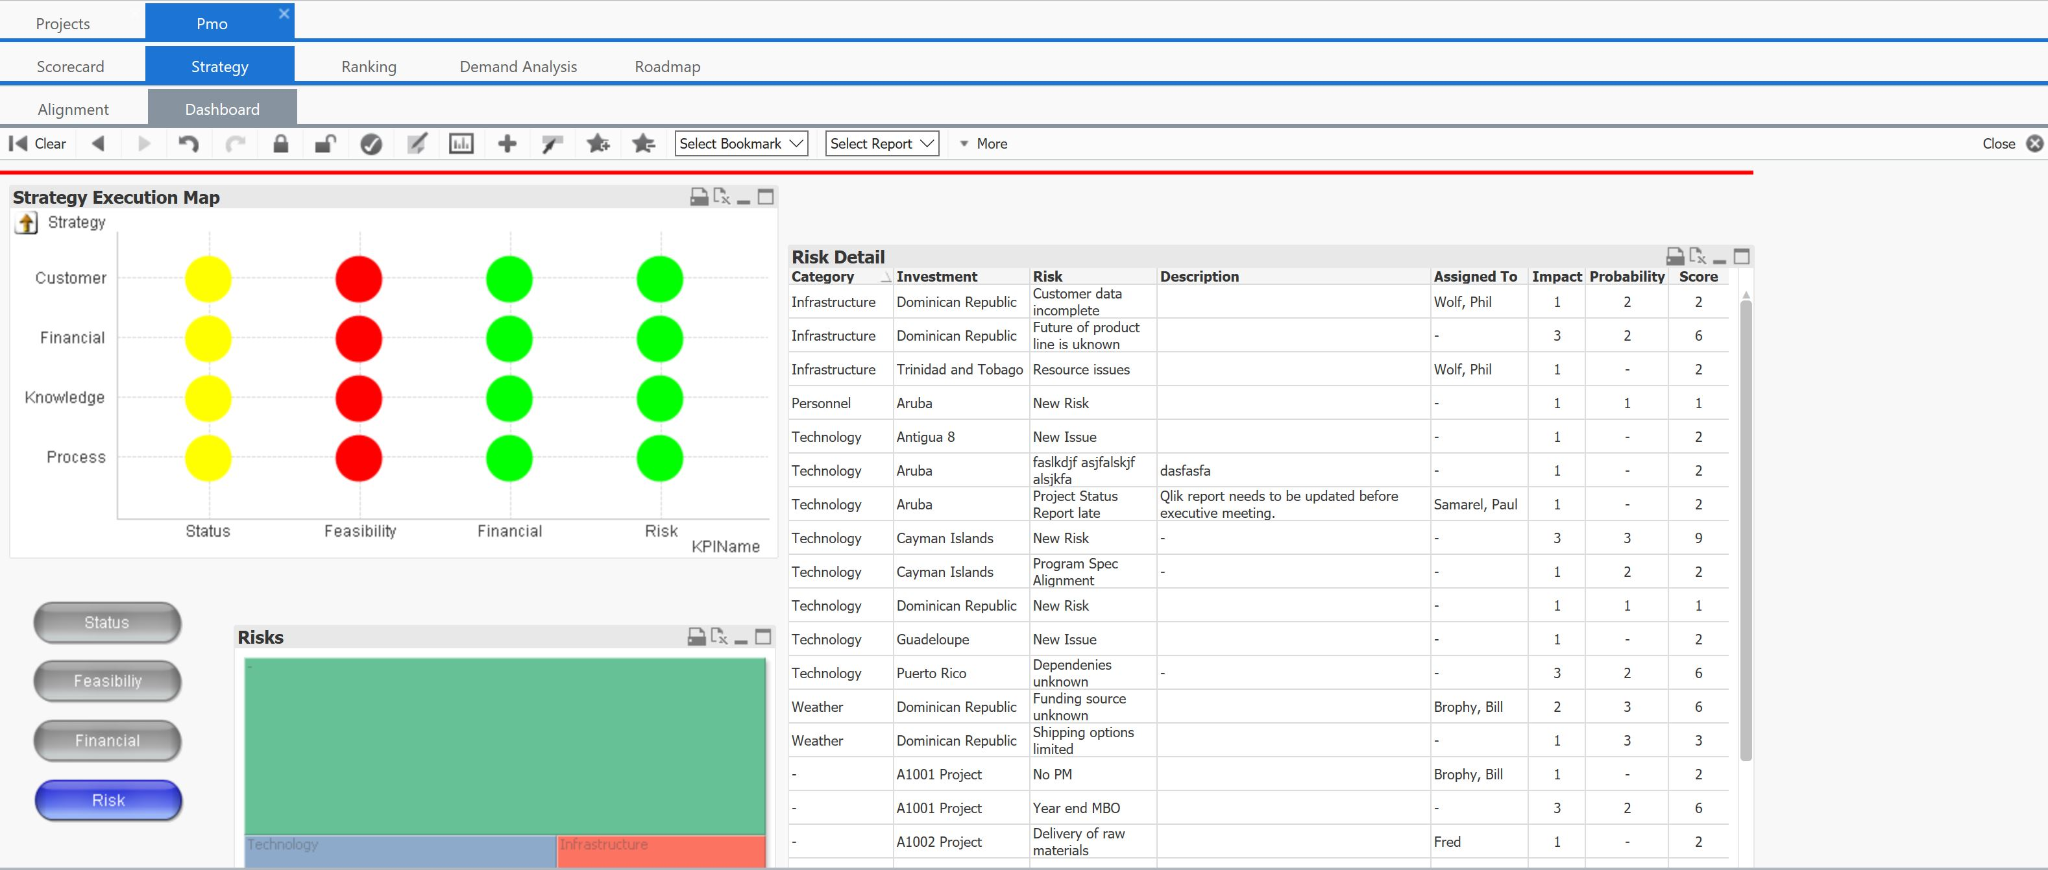 Projects Pmo
Scorecard Strategy Ranking Demand Analysis Roadmap
Alignment Dashboard
Clear Select Bookmark Select Report More Close
Strategy Execution Map
Strategy
Customer
Financial
Knowledge
Process
Status Feasibility Financial Risk
KPIName
Status
Feasibiliy
Financial
Risk
Risks
-
Technology Infrastructure
Risk Detail
Category Investment Risk Description Assigned To Impact Probability Score
Infrastructure Dominican Republic Customer data incomplete Wolf, Phil 1 2 2
Infrastructure Dominican Republic Future of product line is uknown - 3 2 6
Infrastructure Trinidad and Tobago Resource issues Wolf, Phil 1 - 2
Personnel Aruba New Risk - 1 1 1
Technology Antigua 8 New Issue - 1 - 2
Technology Aruba faslkdjf asjfalskjf alsjkfa dasfasfa - 1 - 2
Technology Aruba Project Status Report late Qlik report needs to be updated before executive meeting. Samarel, Paul 1 - 2
Technology Cayman Islands New Risk - - 3 3 9
Technology Cayman Islands Program Spec Alignment - - 1 2 2
Technology Dominican Republic New Risk - 1 1 1
Technology Guadeloupe New Issue - 1 - 2
Technology Puerto Rico Dependenies unknown - - 3 2 6
Weather Dominican Republic Funding source unknown Brophy, Bill 2 3 6
Weather Dominican Republic Shipping options limited - 1 3 3
- A1001 Project No PM Brophy, Bill 1 - 2
- A1001 Project Year end MBO - 3 2 6
- A1002 Project Delivery of raw materials Fred 1 - 2